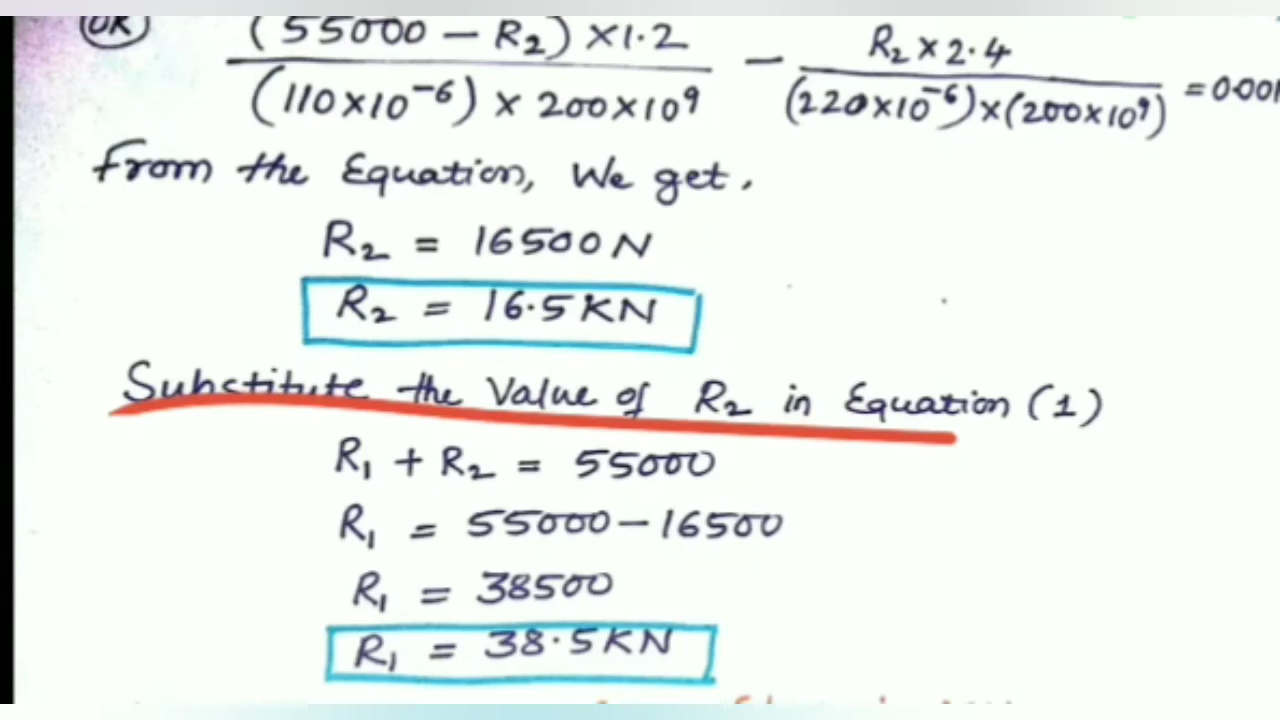 (OR) (55000 - R₂) ×1.2 / (110×10⁻⁶) × 200×10⁹ - R₂ × 2.4 / (220×10⁻⁶)×(200×10⁹) = 0.001
From the Equation, We get.
R₂ = 16500 N
R₂ = 16.5 KN
Substitute the Value of R₂ in Equation (1)
R₁ + R₂ = 55000
R₁ = 55000 - 16500
R₁ = 38500
R₁ = 38.5 KN